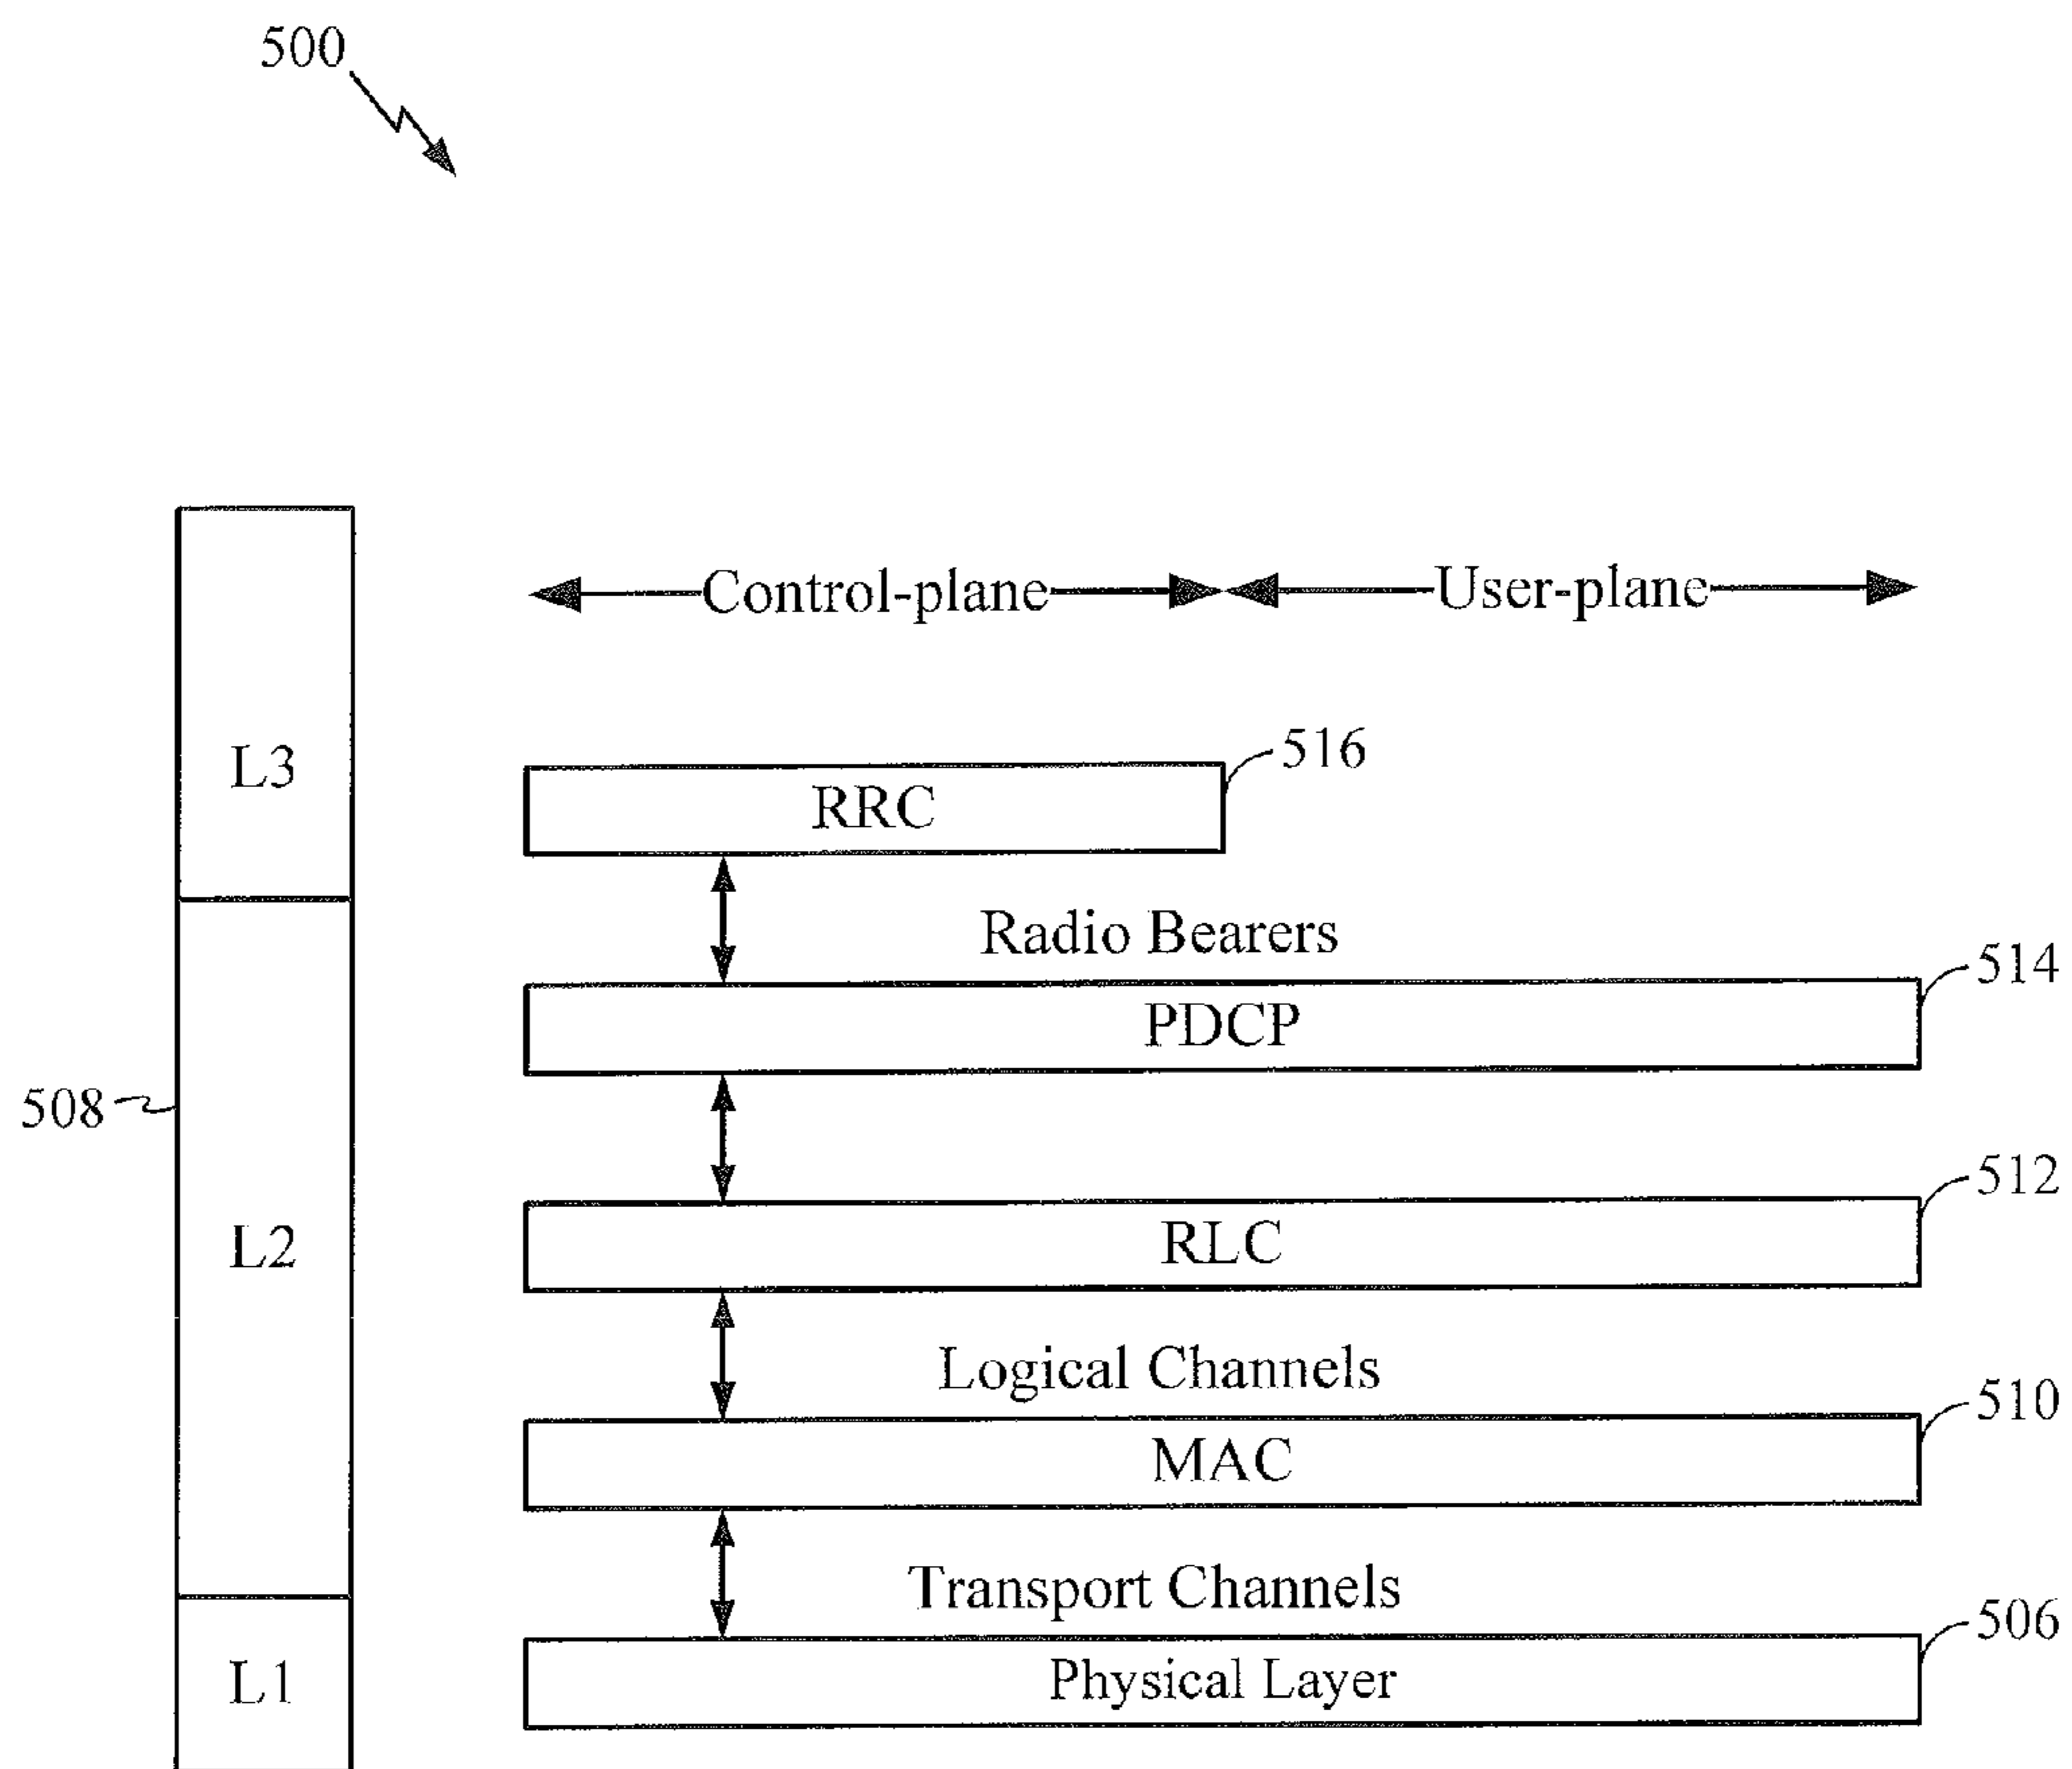 500
Control-plane User-plane
516
L3
RRC
Radio Bearers
514
PDCP
508
512
L2
RLC
Logical Channels
510
MAC
Transport Channels
506
L1
Physical Layer